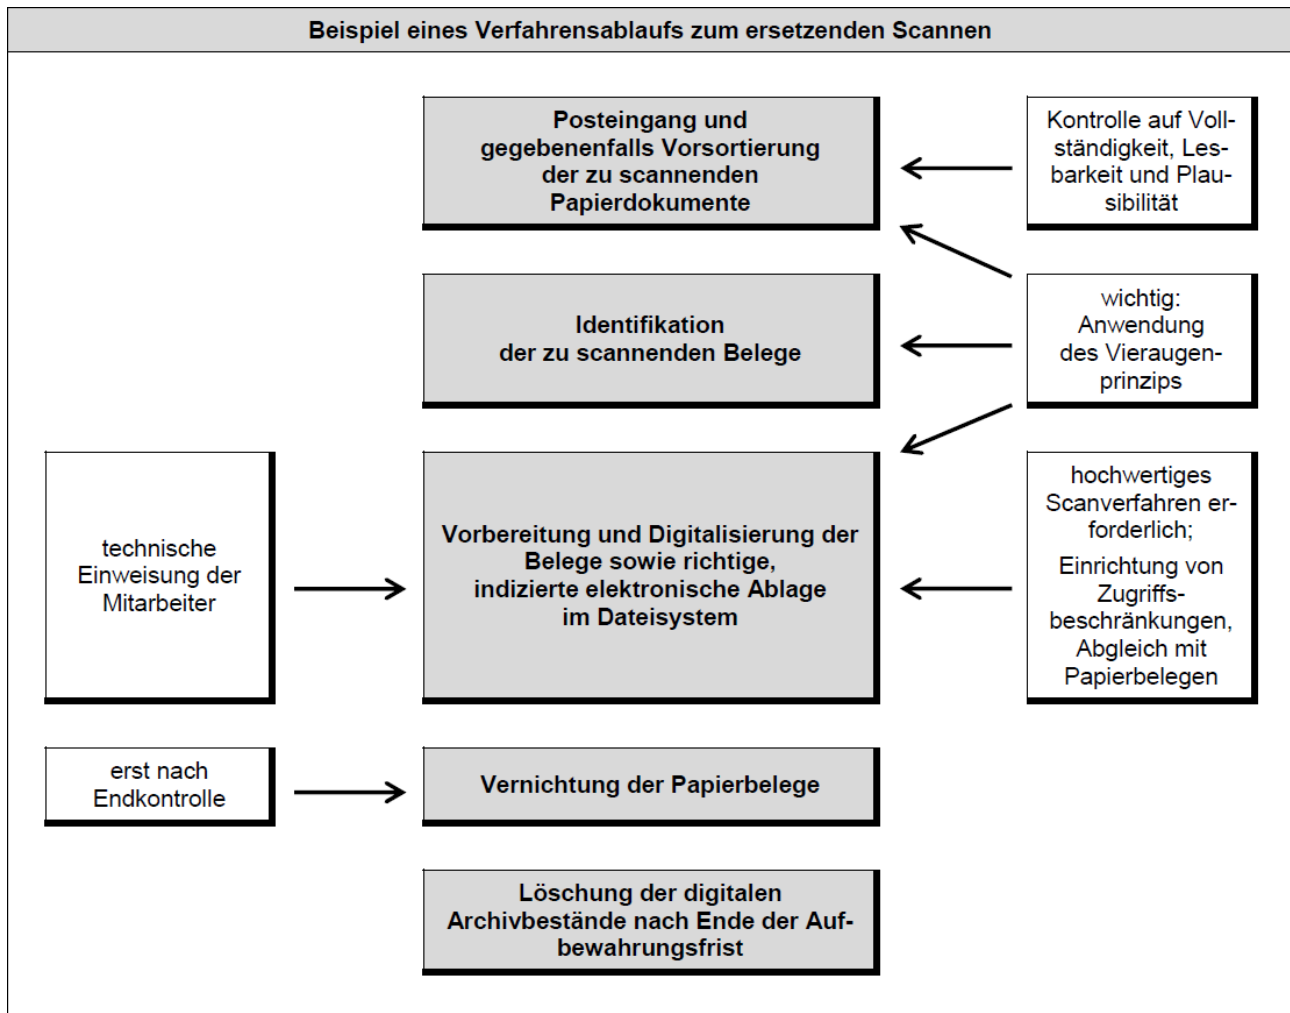 Beispiel eines Verfahrensablaufs zum ersetzenden Scannen
Posteingang und
gegebenenfalls Vorsortierung
der zu scannenden
Papierdokumente
Kontrolle auf Voll-
ständigkeit, Les-
barkeit und Plau-
sibilität
Identifikation
der zu scannenden Belege
wichtig:
Anwendung
des Vieraugen-
prinzips
technische
Einweisung der
Mitarbeiter
Vorbereitung und Digitalisierung der
Belege sowie richtige,
indizierte elektronische Ablage
im Dateisystem
hochwertiges
Scanverfahren er-
forderlich;
Einrichtung von
Zugriffs-
beschränkungen,
Abgleich mit
Papierbelegen
erst nach
Endkontrolle
Vernichtung der Papierbelege
Löschung der digitalen
Archivbestände nach Ende der Auf-
bewahrungsfrist